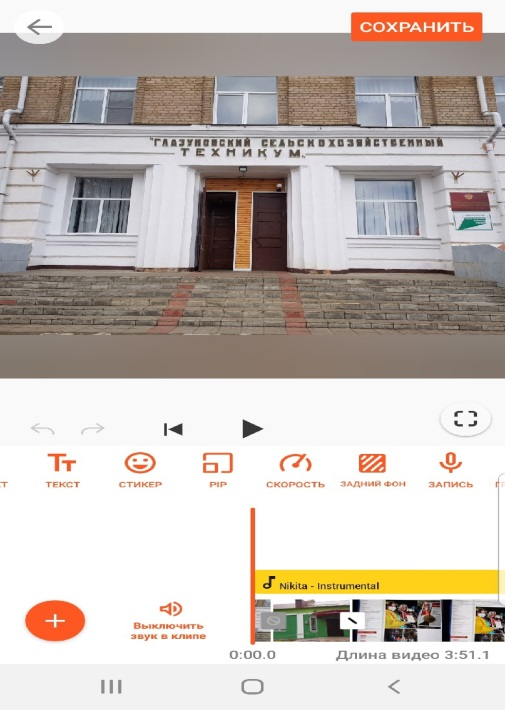 СОХРАНИТЬ
"ГЛАЗУНОВСКИЙ СЕЛЬСКОХОЗЯЙСТВЕННЫЙ
ТЕХНИКУМ"
ТЕКСТ
СТИКЕР
PIP
СКОРОСТЬ
ЗАДНИЙ ФОН
ЗАПИСЬ
Nikita - Instrumental
Выключить
звук в клипе
0:00.0
Длина видео 3:51.1